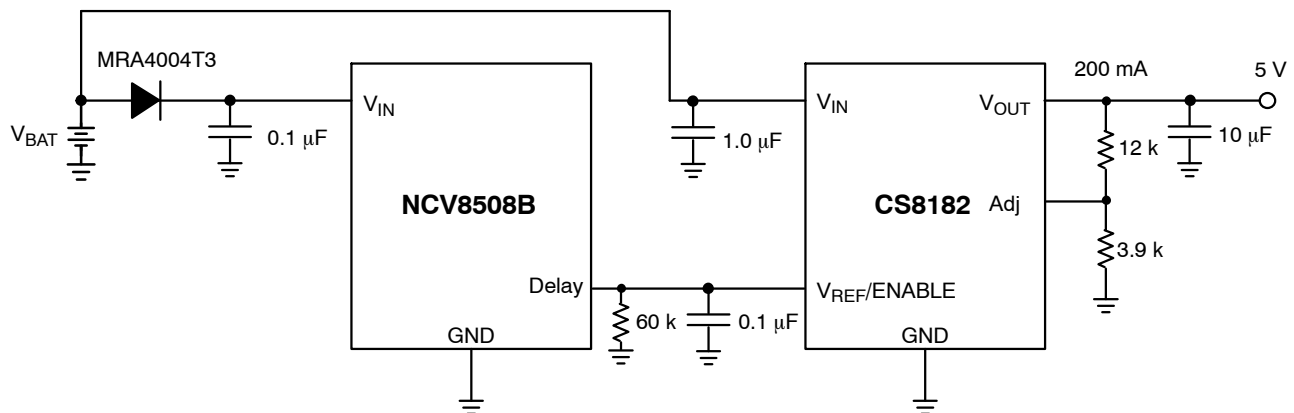 MRA4004T3
200 mA
5 V
V_IN
V_IN
V_OUT
V_BAT
0.1 μF
1.0 μF
12 k
10 μF
NCV8508B
CS8182
Adj
3.9 k
Delay
V_REF/ENABLE
60 k
0.1 μF
GND
GND